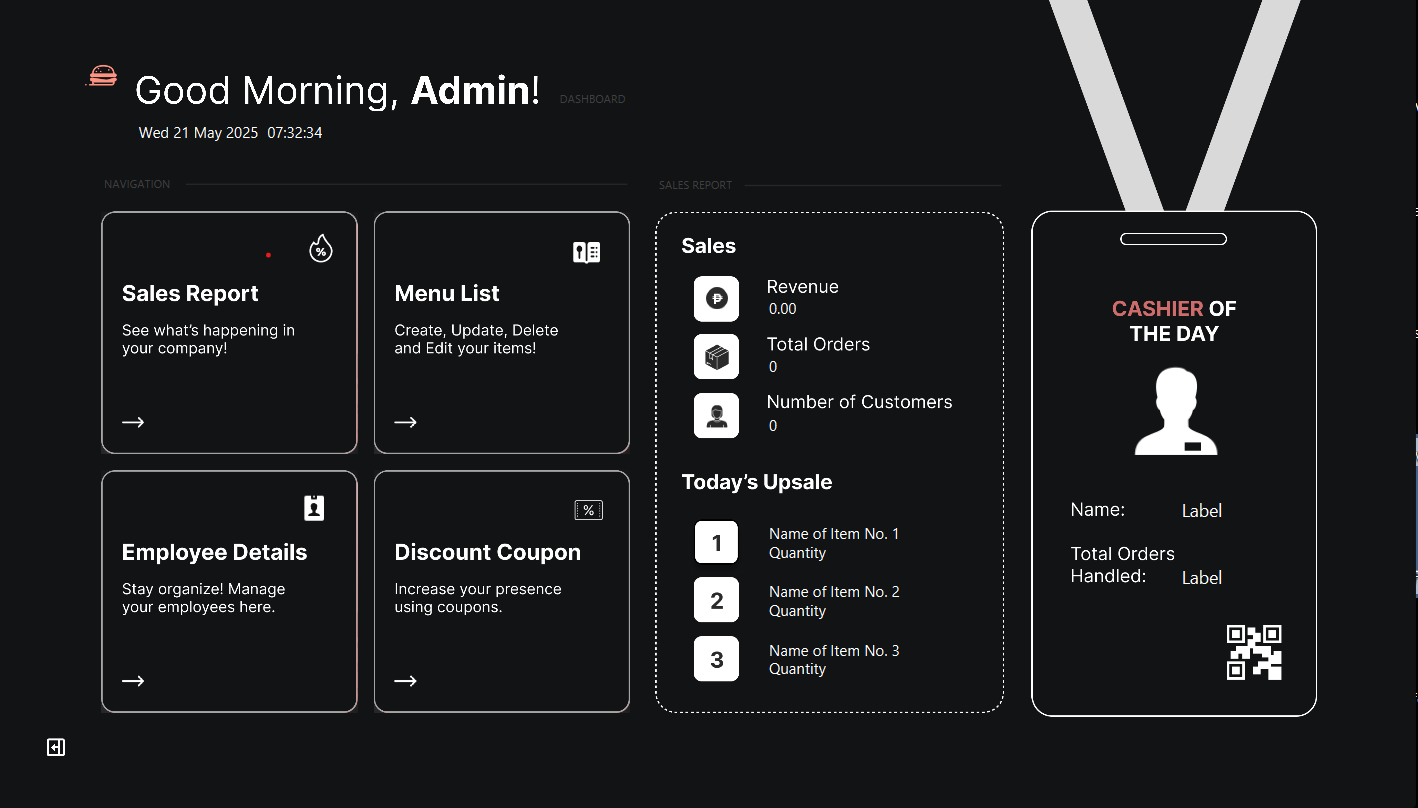 Good Morning, Admin!
DASHBOARD
Wed 21 May 2025 07:32:34
NAVIGATION
Sales Report
See what's happening in
your company!
Menu List
Create, Update, Delete
and Edit your items!
Employee Details
Stay organize! Manage
your employees here.
Discount Coupon
Increase your presence
using coupons.
SALES REPORT
Sales
Revenue
0.00
Total Orders
0
Number of Customers
0
Today's Upsale
1
Name of Item No. 1
Quantity
2
Name of Item No. 2
Quantity
3
Name of Item No. 3
Quantity
CASHIER OF
THE DAY
Name: Label
Total Orders
Handled: Label